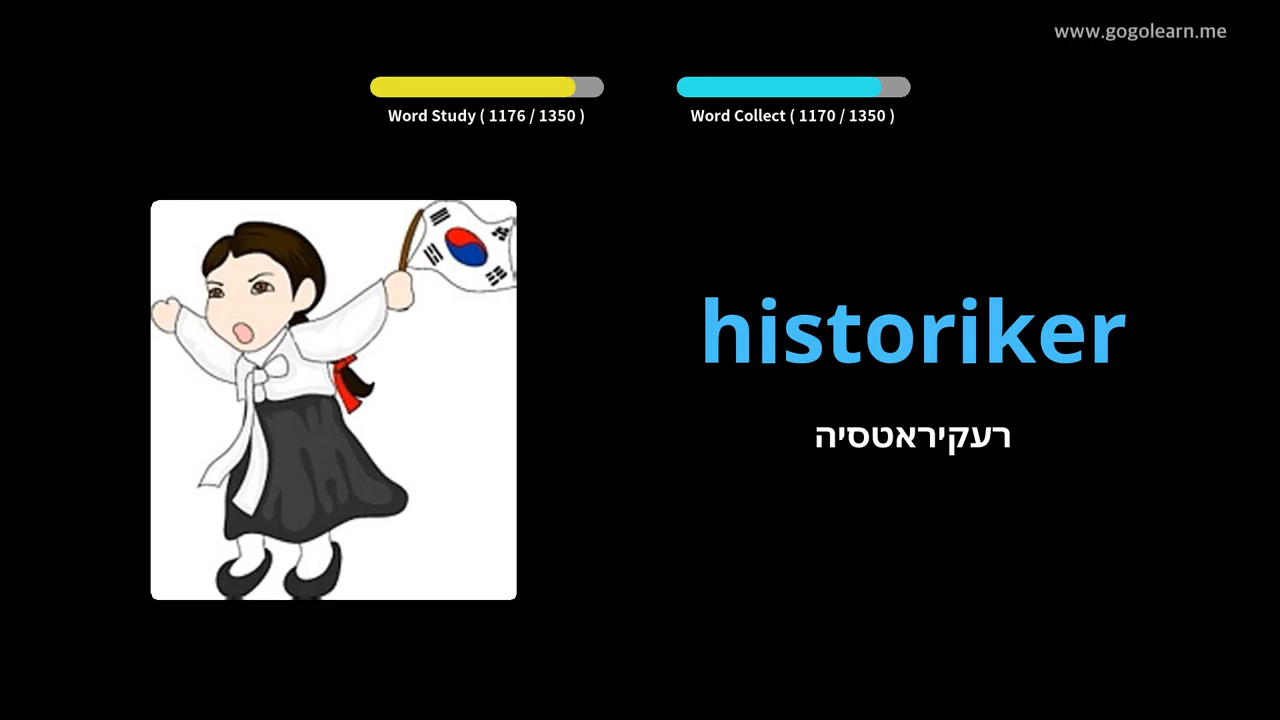 www.gogolearn.me
Word Study ( 1176 / 1350 )
Word Collect ( 1170 / 1350 )
historiker
רעקיראטסיה